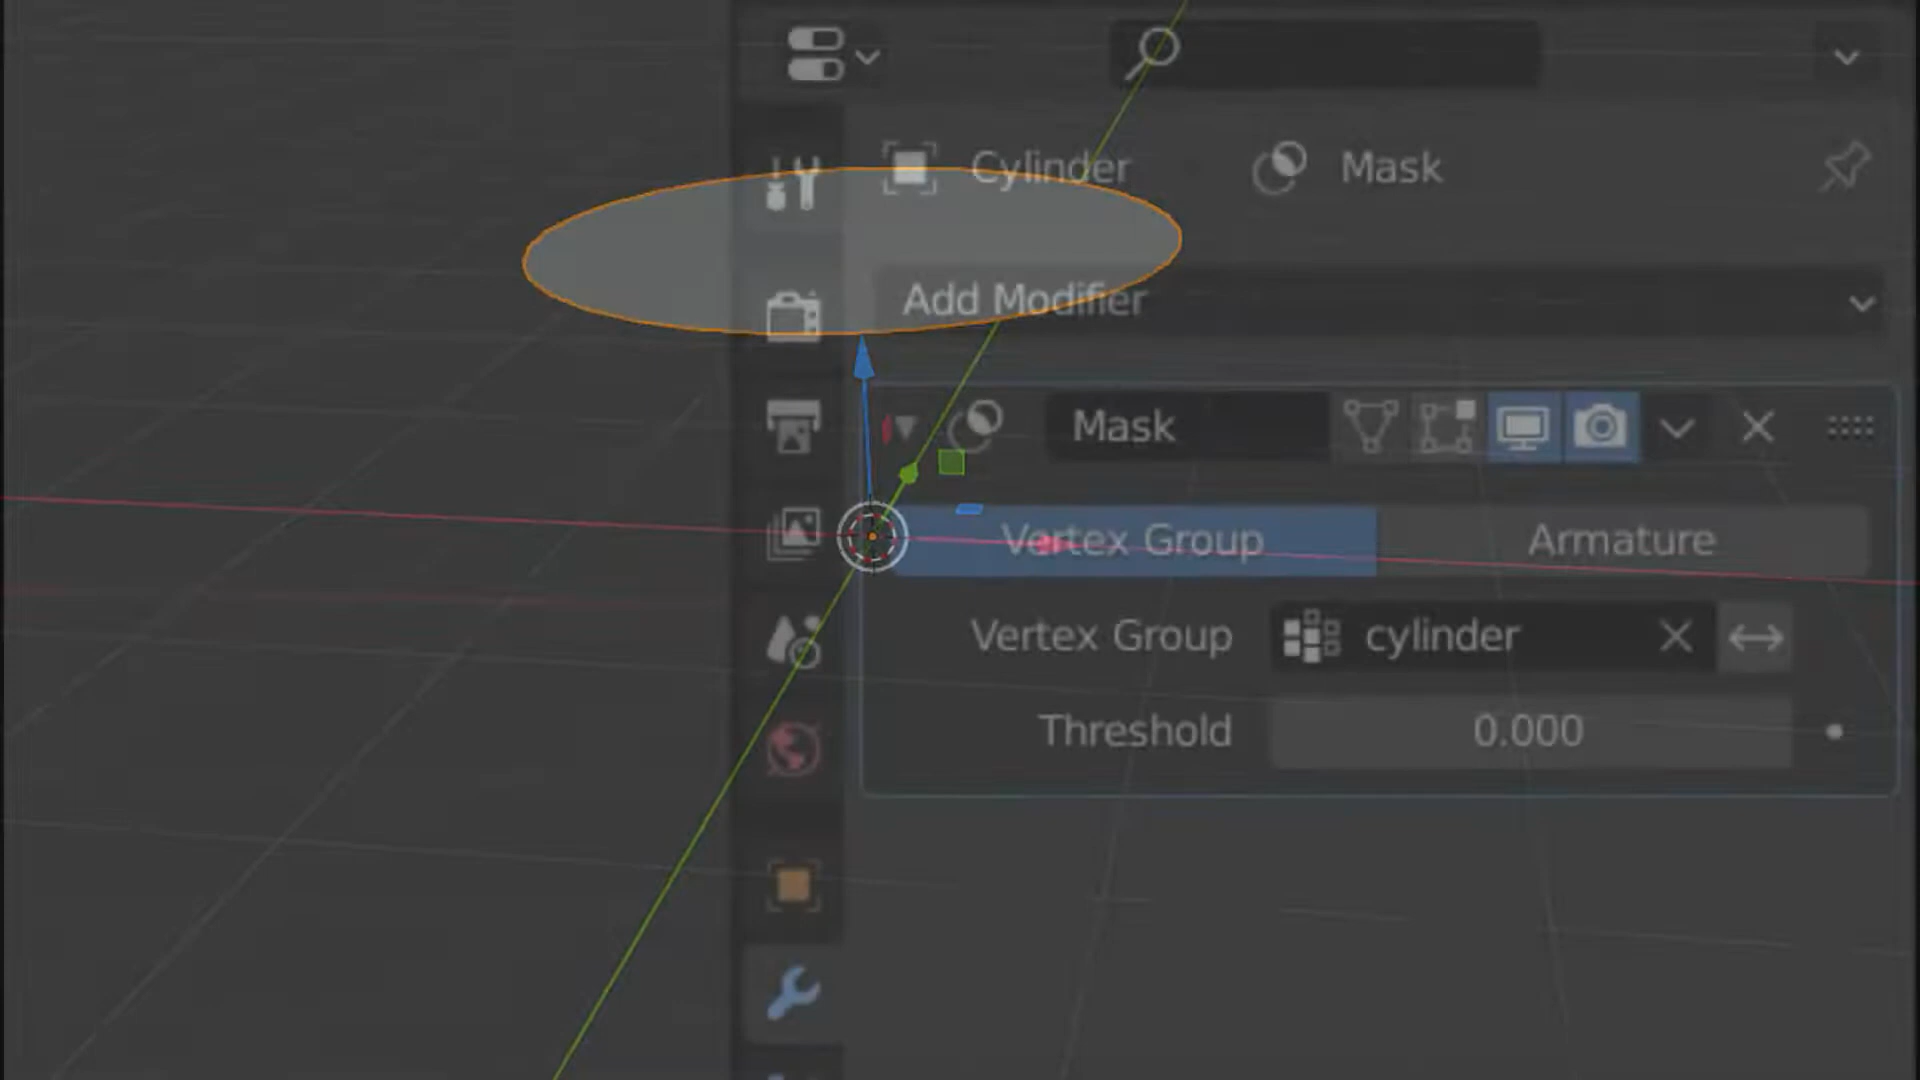 Cylinder Mask
Add Modifier
Mask
Vertex Group Armature
Vertex Group cylinder
Threshold 0.000